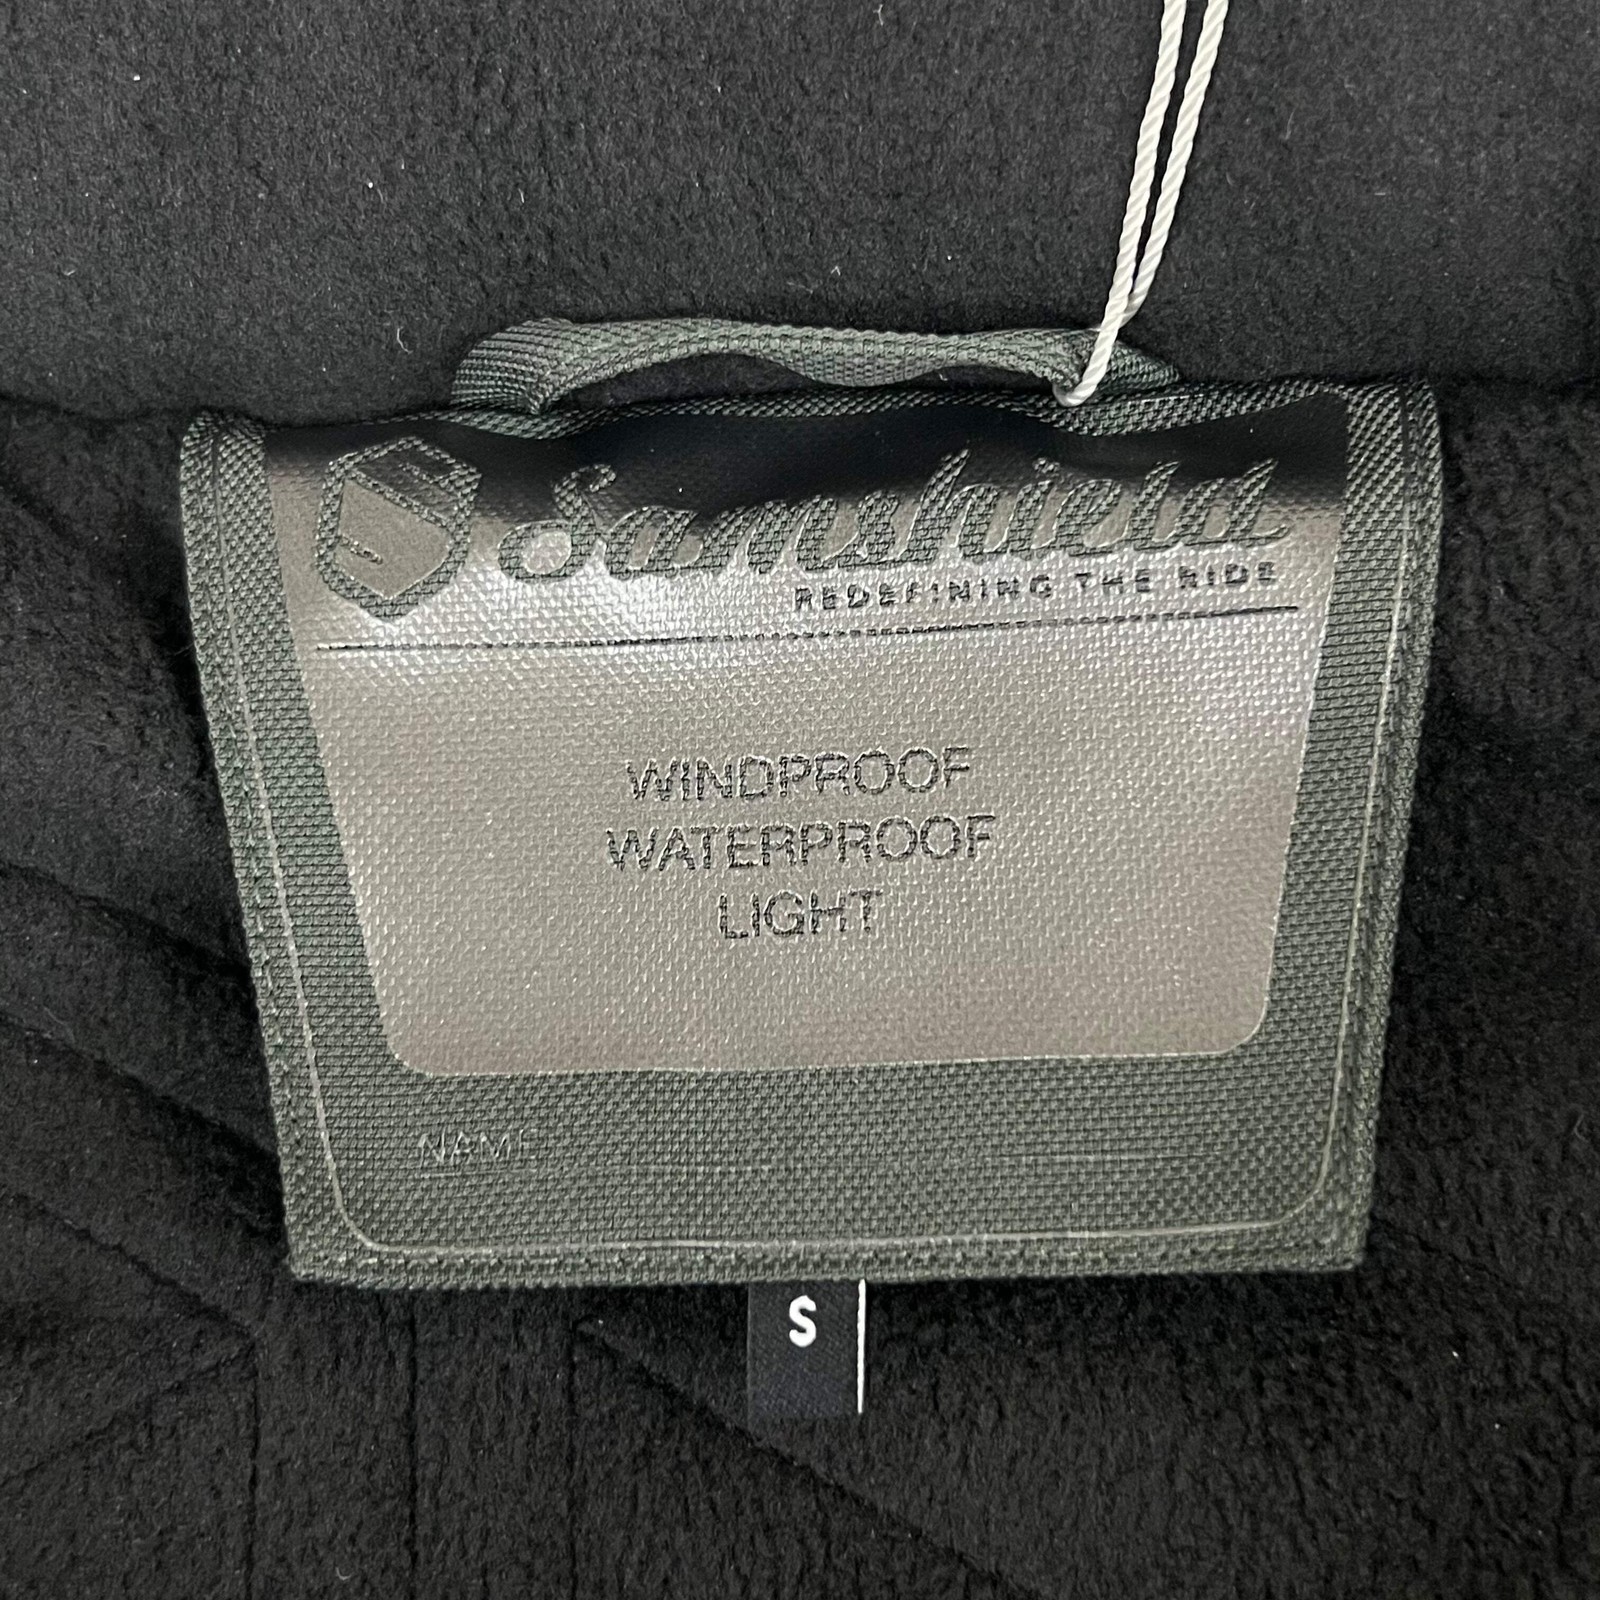 Samshield
REDEFINING THE RIDE
WINDPROOF
WATERPROOF
LIGHT
NAME
S